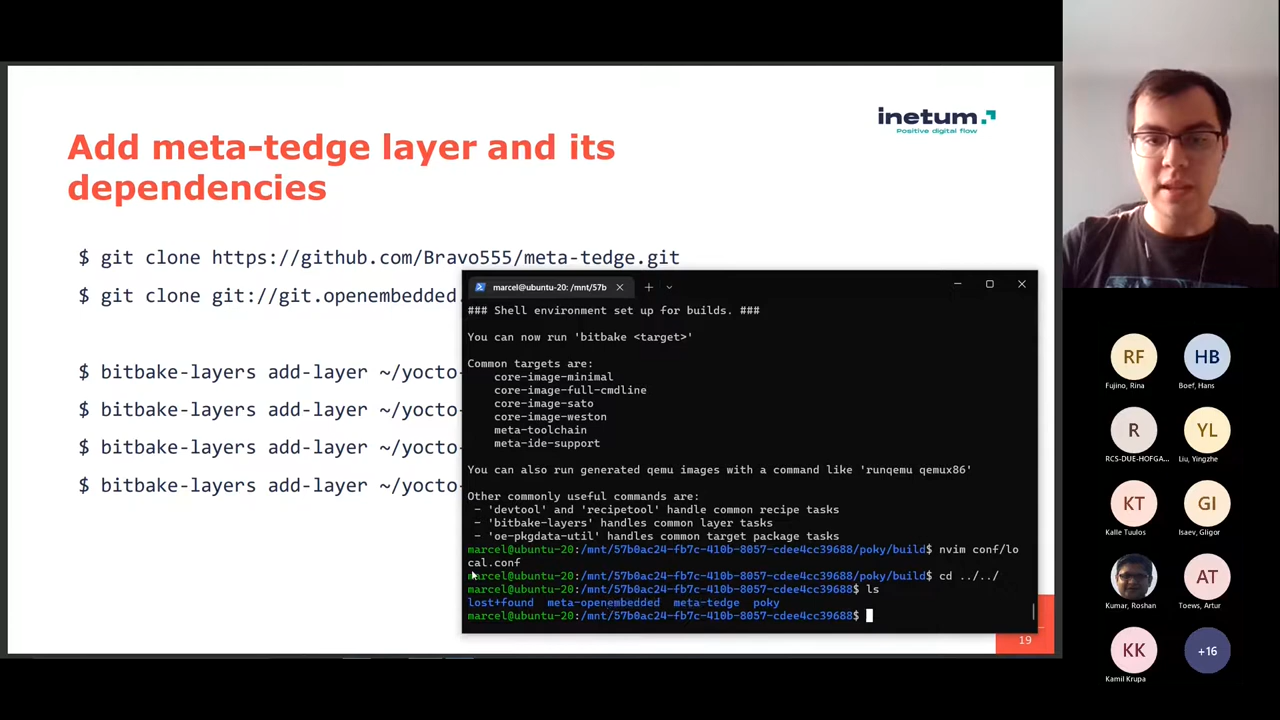 inetum
Positive digital flow
Add meta-tedge layer and its
dependencies
$ git clone https://github.com/Bravo555/meta-tedge.git
$ git clone git://git.openembedded.
$ bitbake-layers add-layer ~/yocto-
$ bitbake-layers add-layer ~/yocto-
$ bitbake-layers add-layer ~/yocto-
$ bitbake-layers add-layer ~/yocto-
marcel@ubuntu-20: /mnt/57b
### Shell environment set up for builds. ###
You can now run 'bitbake <target>'
Common targets are:
core-image-minimal
core-image-full-cmdline
core-image-sato
core-image-weston
meta-toolchain
meta-ide-support
You can also run generated qemu images with a command like 'runqemu qemux86'
Other commonly useful commands are:
- 'devtool' and 'recipetool' handle common recipe tasks
- 'bitbake-layers' handles common layer tasks
- 'oe-pkgdata-util' handles common target package tasks
marcel@ubuntu-20:/mnt/57b0ac24-fb7c-410b-8057-cdee4cc39688/poky/build$ nvim conf/lo
cal.conf
marcel@ubuntu-20:/mnt/57b0ac24-fb7c-410b-8057-cdee4cc39688/poky/build$ cd ../../
marcel@ubuntu-20:/mnt/57b0ac24-fb7c-410b-8057-cdee4cc39688$ ls
lost+found meta-openembedded meta-tedge poky
marcel@ubuntu-20:/mnt/57b0ac24-fb7c-410b-8057-cdee4cc39688$
19
RF
Fujino, Rina
HB
Boef, Hans
R
RCS-DUE-HOFGA...
YL
Liu, Yingzhe
KT
Kalle Tuulos
GI
Isaev, Gligor
Kumar, Roshan
AT
Toews, Artur
KK
Kamil Krupa
+16